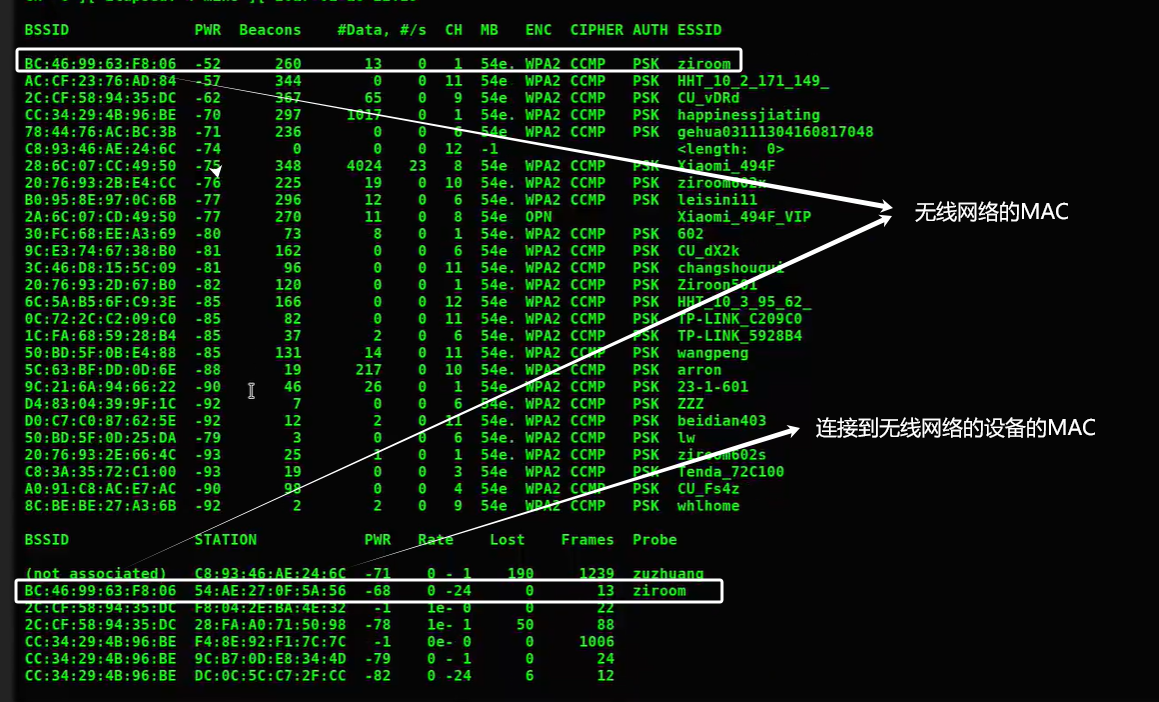 BSSID PWR Beacons #Data, #/s CH MB ENC CIPHER AUTH ESSID
BC:46:99:63:F8:06 -52 260 13 0 1 54e. WPA2 CCMP PSK ziroom
AC:CF:23:76:AD:84 -57 344 0 0 11 54e. WPA2 CCMP PSK HHT_10_2_171_149_
2C:CF:58:94:35:DC -62 367 65 0 9 54e WPA2 CCMP PSK CU_vDRd
CC:34:29:4B:96:BE -70 297 1017 0 1 54e. WPA2 CCMP PSK happinessjiating
78:44:76:AC:BC:3B -71 236 0 0 6 54e WPA2 CCMP PSK gehua03111304160817048
C8:93:46:AE:24:6C -74 0 0 0 12 -1 <length: 0>
28:6C:07:CC:49:50 -75 348 4024 23 8 54e WPA2 CCMP PSK Xiaomi_494F
20:76:93:2B:E4:CC -76 225 19 0 10 54e. WPA2 CCMP PSK ziroom602x
B0:95:8E:97:0C:6B -77 296 12 0 6 54e. WPA2 CCMP PSK leisini11
2A:6C:07:CD:49:50 -77 270 11 0 8 54e OPN Xiaomi_494F_VIP
30:FC:68:EE:A3:69 -80 73 8 0 1 54e. WPA2 CCMP PSK 602
9C:E3:74:67:38:B0 -81 162 0 0 6 54e WPA2 CCMP PSK CU_dX2k
3C:46:D8:15:5C:09 -81 96 0 0 11 54e. WPA2 CCMP PSK changshougui
20:76:93:2D:67:B0 -82 120 0 0 1 54e. WPA2 CCMP PSK Ziroon501
6C:5A:B5:6F:C9:3E -85 166 0 0 12 54e WPA2 CCMP PSK HHT_10_3_95_62_
0C:72:2C:C2:09:C0 -85 82 0 0 11 54e. WPA2 CCMP PSK TP-LINK_C209C0
1C:FA:68:59:28:B4 -85 37 2 0 6 54e. WPA2 CCMP PSK TP-LINK_5928B4
50:BD:5F:0B:E4:88 -85 131 14 0 11 54e. WPA2 CCMP PSK wangpeng
5C:63:BF:DD:0D:6E -88 19 217 0 10 54e. WPA2 CCMP PSK arron
9C:21:6A:94:66:22 -90 46 26 0 1 54e. WPA2 CCMP PSK 23-1-601
D4:83:04:39:9F:1C -92 7 0 0 6 54e. WPA2 CCMP PSK ZZZ
D0:C7:C0:87:62:5E -92 12 2 0 11 54e. WPA2 CCMP PSK beidian403
50:BD:5F:0D:25:DA -79 3 0 0 6 54e. WPA2 CCMP PSK lw
20:76:93:2E:66:4C -93 25 1 0 1 54e. WPA2 CCMP PSK ziroom602s
C8:3A:35:72:C1:00 -93 19 0 0 3 54e WPA2 CCMP PSK Tenda_72C100
A0:91:C8:AC:E7:AC -90 98 0 0 4 54e WPA2 CCMP PSK CU_Fs4z
8C:BE:BE:27:A3:6B -92 2 2 0 9 54e WPA2 CCMP PSK whlhome
BSSID STATION PWR Rate Lost Frames Probe
(not associated) C8:93:46:AE:24:6C -71 0 - 1 190 1239 zuzhuang
BC:46:99:63:F8:06 54:AE:27:0F:5A:56 -68 0 -24 0 13 ziroom
2C:CF:58:94:35:DC F8:04:2E:BA:4E:32 -1 1e- 0 0 22
2C:CF:58:94:35:DC 28:FA:A0:71:50:98 -78 1e- 1 50 88
CC:34:29:4B:96:BE F4:8E:92:F1:7C:7C -1 0e- 0 0 1006
CC:34:29:4B:96:BE 9C:B7:0D:E8:34:4D -79 0 - 1 0 24
CC:34:29:4B:96:BE DC:0C:5C:C7:2F:CC -82 0 -24 6 12
无线网络的MAC
连接到无线网络的设备的MAC